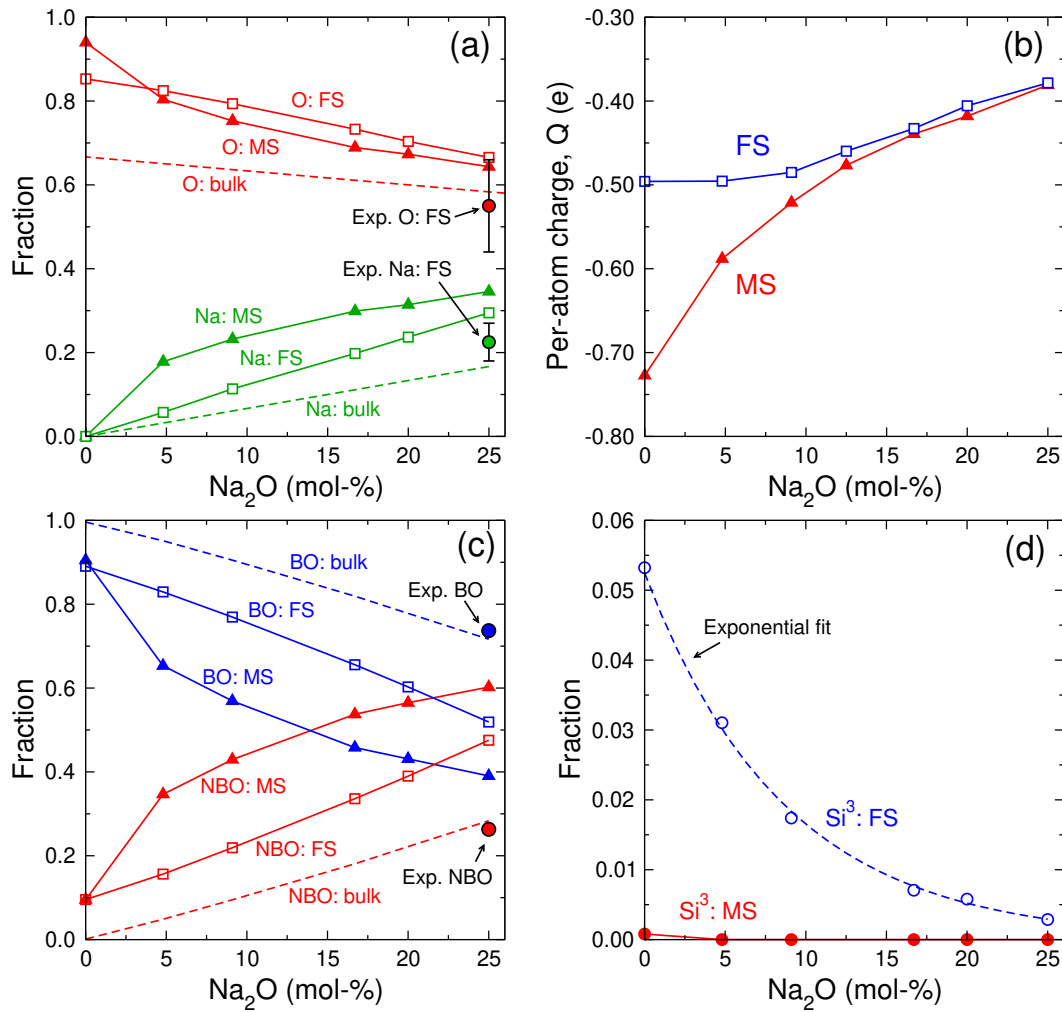 (a)
Fraction
1.0
0.8
0.6
0.4
0.2
0.0
O: FS
O: MS
O: bulk
Exp. O: FS
Exp. Na: FS
Na: MS
Na: FS
Na: bulk
0 5 10 15 20 25
Na₂O (mol-%)
(b)
Per-atom charge, Q (e)
-0.30
-0.40
-0.50
-0.60
-0.70
-0.80
FS
MS
0 5 10 15 20 25
Na₂O (mol-%)
(c)
Fraction
1.0
0.8
0.6
0.4
0.2
0.0
BO: bulk
Exp. BO
BO: FS
BO: MS
NBO: MS
NBO: FS
Exp. NBO
NBO: bulk
0 5 10 15 20 25
Na₂O (mol-%)
(d)
Fraction
0.06
0.05
0.04
0.03
0.02
0.01
0.00
Exponential fit
Si³: FS
Si³: MS
0 5 10 15 20 25
Na₂O (mol-%)